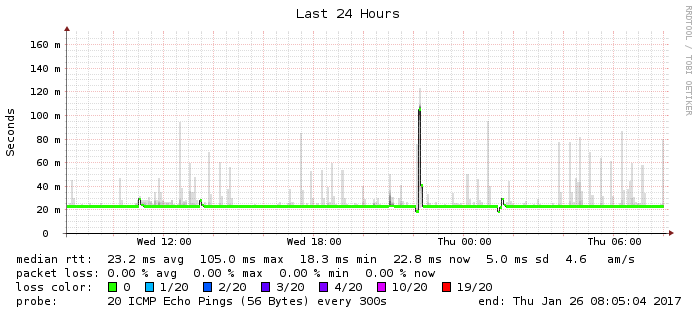 Last 24 Hours
RRDTOOL / TOBI OETIKER
Seconds
160 m
140 m
120 m
100 m
80 m
60 m
40 m
20 m
0
Wed 12:00 Wed 18:00 Thu 00:00 Thu 06:00
median rtt: 23.2 ms avg 105.0 ms max 18.3 ms min 22.8 ms now 5.0 ms sd 4.6 am/s
packet loss: 0.00 % avg 0.00 % max 0.00 % min 0.00 % now
loss color: 0 1/20 2/20 3/20 4/20 10/20 19/20
probe: 20 ICMP Echo Pings (56 Bytes) every 300s end: Thu Jan 26 08:05:04 2017